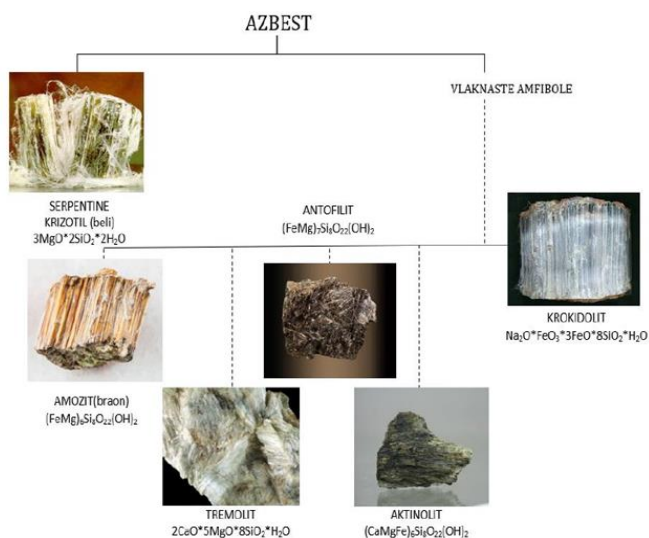 AZBEST
VLAKNASTE AMFIBOLE
SERPENTINE
KRIZOTIL (beli)
3MgO*2SiO₂*2H₂O
ANTOFILIT
(FeMg)₇Si₈O₂₂(OH)₂
KROKIDOLIT
Na₂O*FeO₃*3FeO*8SIO₂*H₂O
AMOZIT(braon)
(FeMg)₆Si₈O₂₂(OH)₂
TREMOLIT
2CaO*5MgO*8SiO₂*H₂O
AKTINOLIT
(CaMgFe)₆Si₈O₂₂(OH)₂